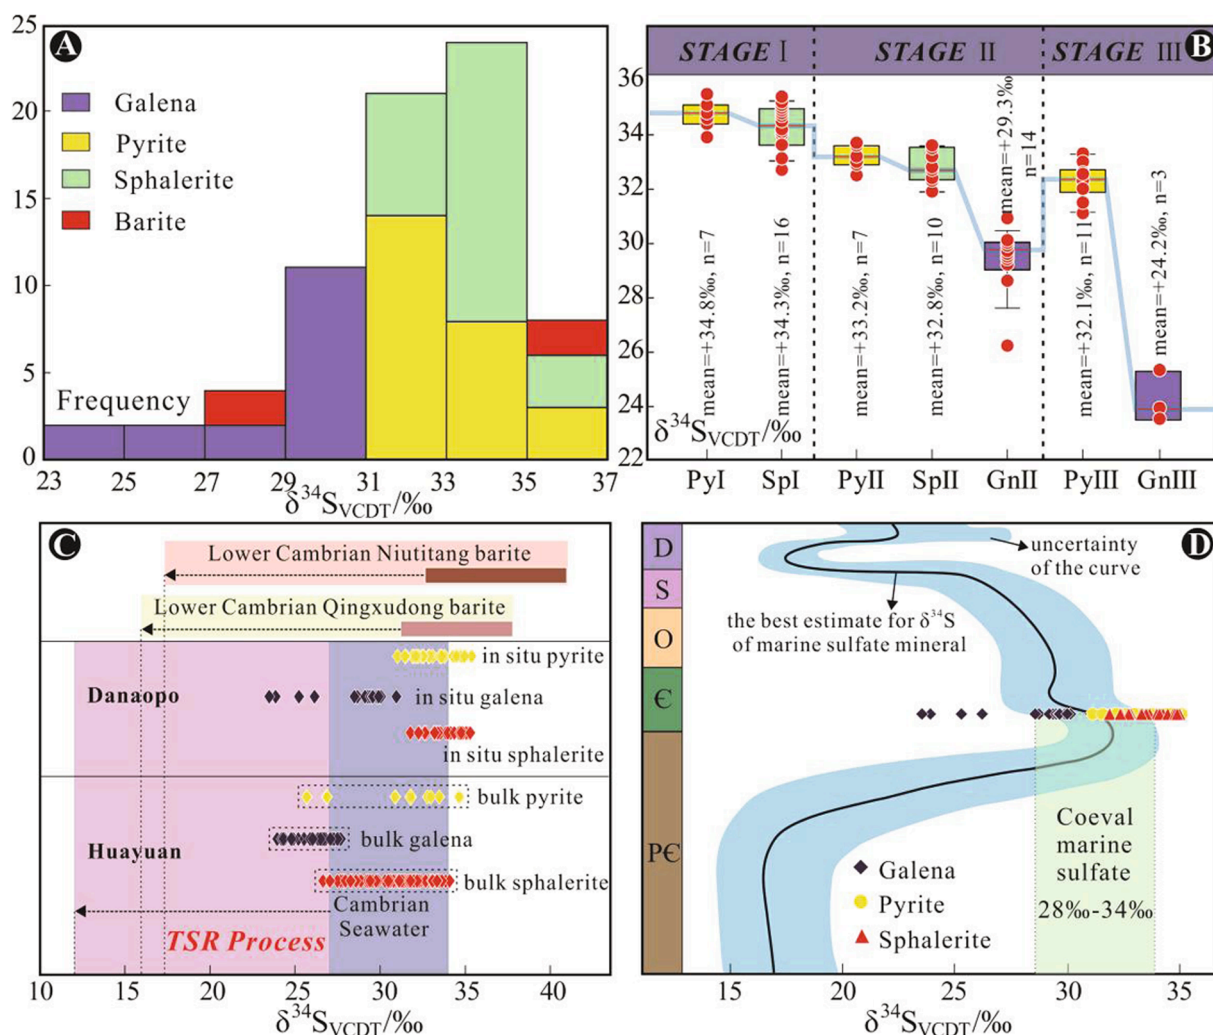 A
25
20
15
10
5
0
Galena
Pyrite
Sphalerite
Barite
Frequency
23 25 27 29 31 33 35 37
δ³⁴S_VCDT/‰
B
STAGE I STAGE II STAGE III
36
34
32
30
28
26
24
22
mean=+34.8‰, n=7
mean=+34.3‰, n=16
mean=+33.2‰, n=7
mean=+32.8‰, n=10
mean=+29.3‰
n=14
mean=+32.1‰, n=11
mean=+24.2‰, n=3
δ³⁴S_VCDT/‰
PyI SpI PyII SpII GnII PyIII GnIII
C
Lower Cambrian Niutitang barite
Lower Cambrian Qingxudong barite
in situ pyrite
Danaopo
in situ galena
in situ sphalerite
bulk pyrite
Huayuan
bulk galena
bulk sphalerite
Cambrian
Seawater
TSR Process
10 15 20 25 30 35 40
δ³⁴S_VCDT/‰
D
D
S
O
Є
PЄ
uncertainty
of the curve
the best estimate for δ³⁴S
of marine sulfate mineral
Coeval
marine
sulfate
28‰-34‰
Galena
Pyrite
Sphalerite
15 20 25 30 35
δ³⁴S_VCDT/‰